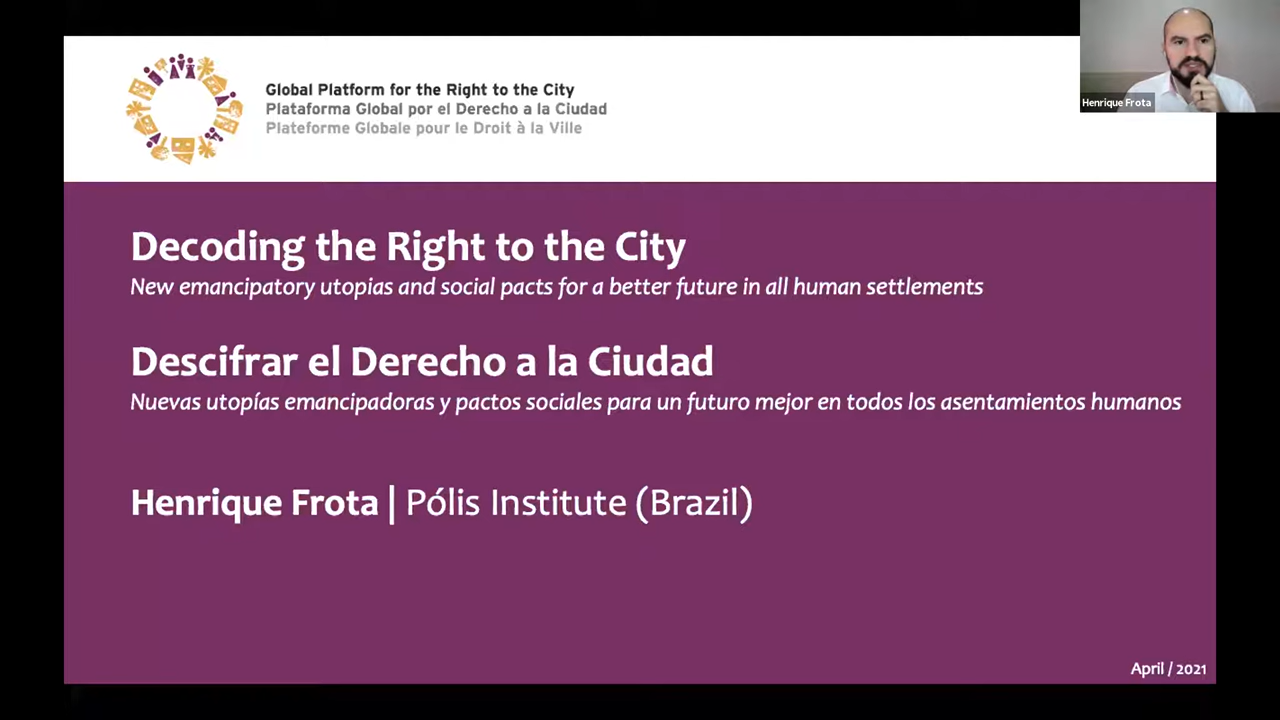 Global Platform for the Right to the City
Plataforma Global por el Derecho a la Ciudad
Plateforme Globale pour le Droit à la Ville
Henrique Frota
Decoding the Right to the City
New emancipatory utopias and social pacts for a better future in all human settlements
Descifrar el Derecho a la Ciudad
Nuevas utopías emancipadoras y pactos sociales para un futuro mejor en todos los asentamientos humanos
Henrique Frota | Pólis Institute (Brazil)
April / 2021